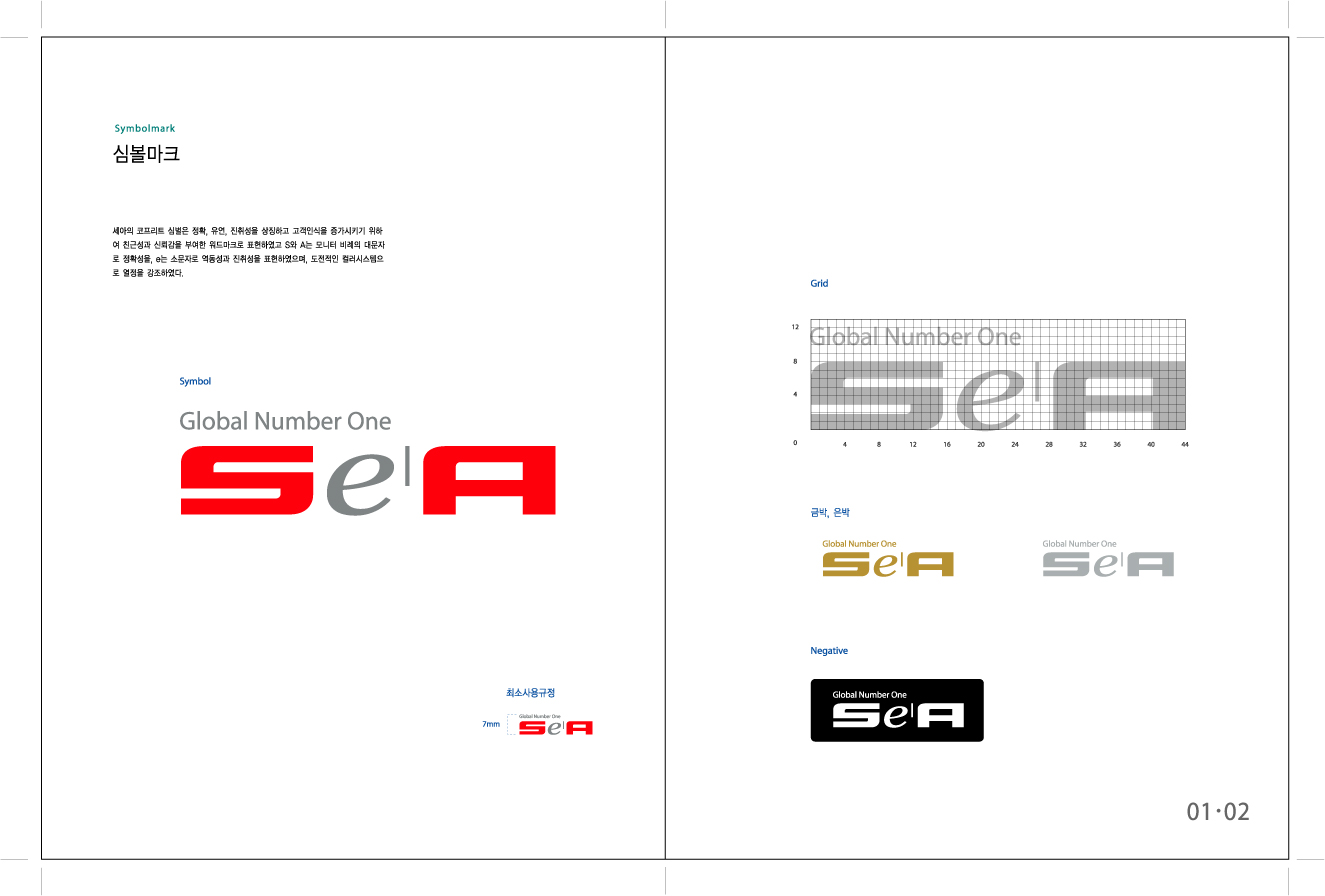 Symbolmark
심볼마크
세아의 코프리트 심벌은 정확, 유연, 진취성을 상징하고 고객인식을 증가시키기 위하
여 친근성과 신뢰감을 부여한 워드마크로 표현하였고 S와 A는 모니터 비례의 대문자
로 정확성을, e는 소문자로 역동성과 진취성을 표현하였으며, 도전적인 컬러시스템으
로 열정을 강조하였다.
Symbol
Global Number One
SeA
최소사용규정
7mm
Global Number One
SeA
Grid
12
8
4
0
Global Number One
SeA
4 8 12 16 20 24 28 32 36 40 44
금박, 은박
Global Number One
SeA
Global Number One
SeA
Negative
Global Number One
SeA
01·02